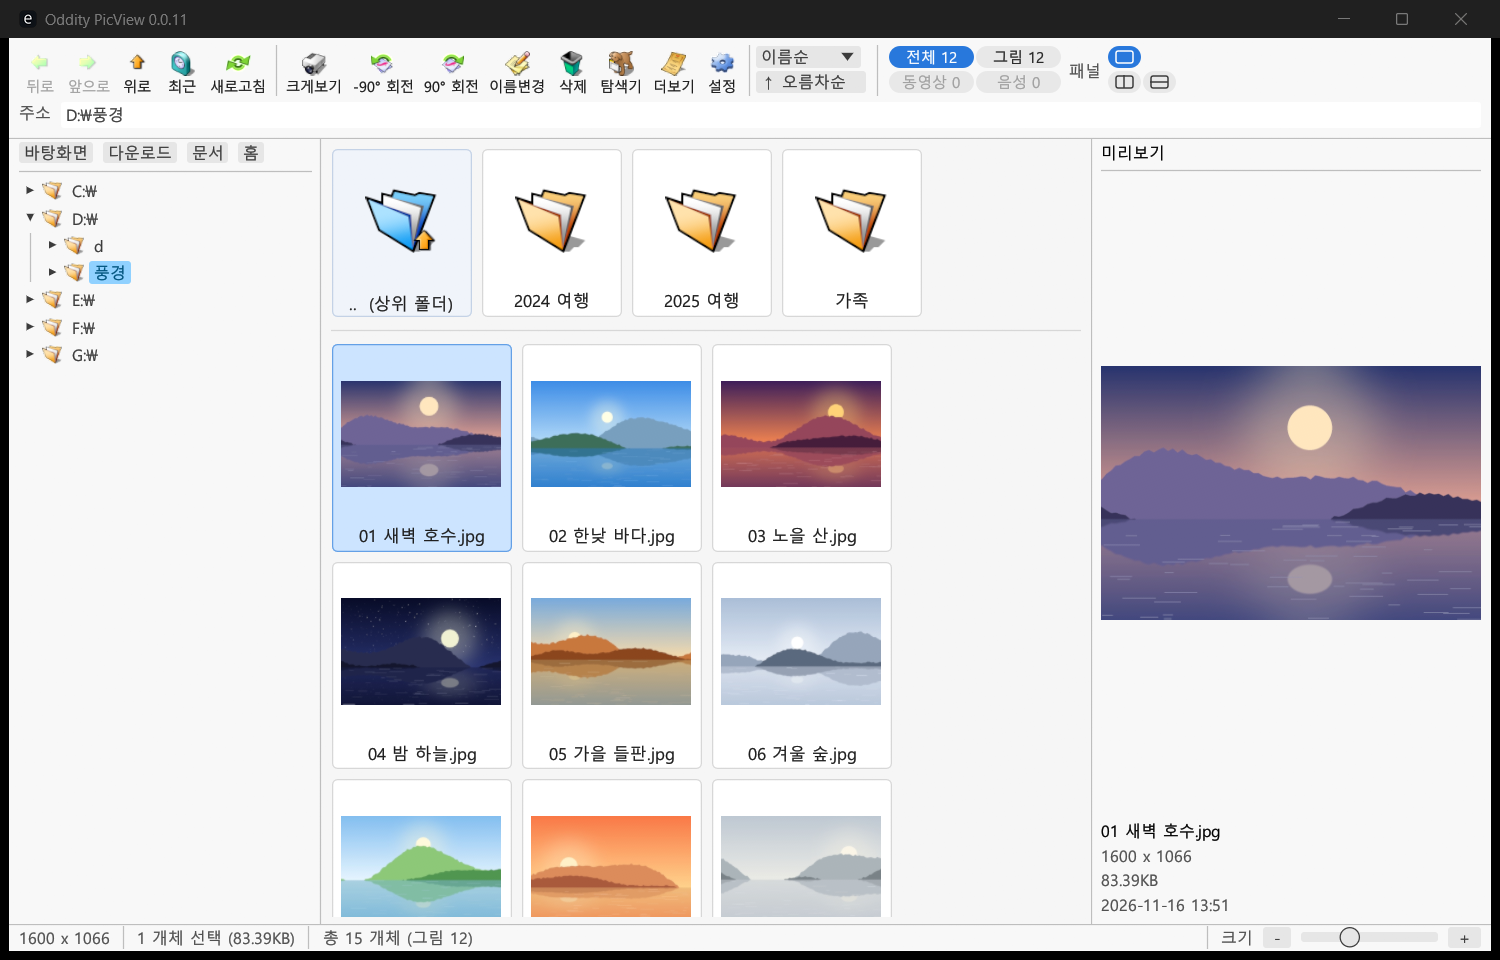 Oddity PicView 0.0.11
뒤로 앞으로 위로 최근 새로고침 크게보기 -90° 회전 90° 회전 이름변경 삭제 탐색기 더보기 설정
이름순
↑ 오름차순
전체 12 그림 12
동영상 0 음성 0
패널
주소 D:₩풍경
바탕화면 다운로드 문서 홈
C:₩
D:₩
d
풍경
E:₩
F:₩
G:₩
.. (상위 폴더) 2024 여행 2025 여행 가족
01 새벽 호수.jpg 02 한낮 바다.jpg 03 노을 산.jpg
04 밤 하늘.jpg 05 가을 들판.jpg 06 겨울 숲.jpg
미리보기
01 새벽 호수.jpg
1600 x 1066
83.39KB
2026-11-16 13:51
1600 x 1066 1 개체 선택 (83.39KB) 총 15 개체 (그림 12) 크기 - +